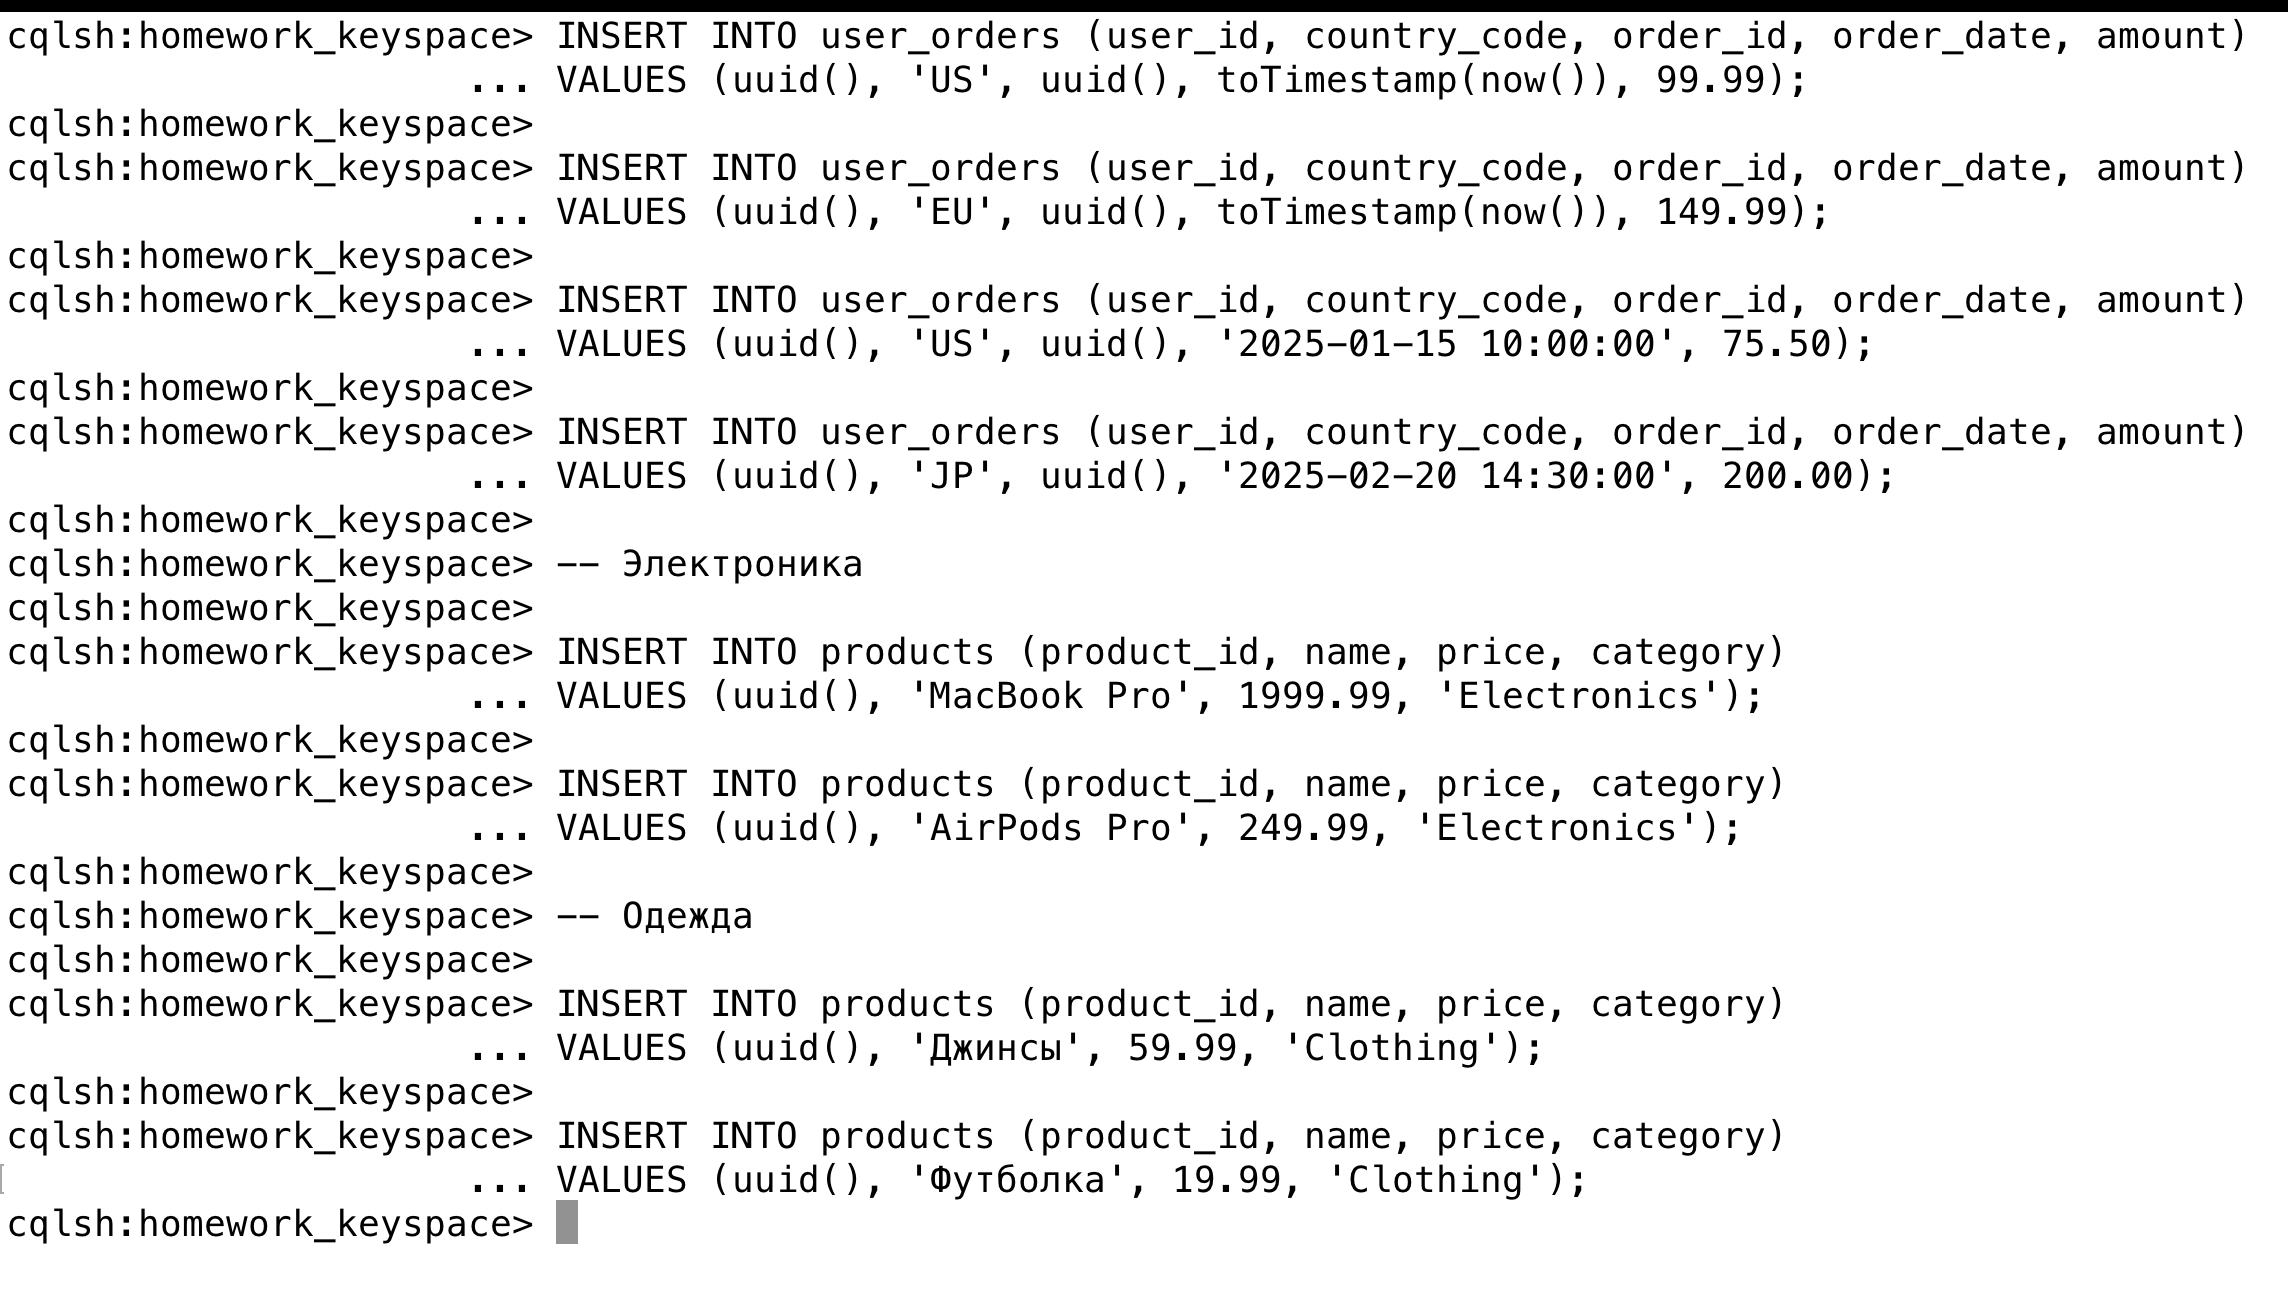 cqlsh:homework_keyspace> INSERT INTO user_orders (user_id, country_code, order_id, order_date, amount)
... VALUES (uuid(), 'US', uuid(), toTimestamp(now()), 99.99);
cqlsh:homework_keyspace>
cqlsh:homework_keyspace> INSERT INTO user_orders (user_id, country_code, order_id, order_date, amount)
... VALUES (uuid(), 'EU', uuid(), toTimestamp(now()), 149.99);
cqlsh:homework_keyspace>
cqlsh:homework_keyspace> INSERT INTO user_orders (user_id, country_code, order_id, order_date, amount)
... VALUES (uuid(), 'US', uuid(), '2025-01-15 10:00:00', 75.50);
cqlsh:homework_keyspace>
cqlsh:homework_keyspace> INSERT INTO user_orders (user_id, country_code, order_id, order_date, amount)
... VALUES (uuid(), 'JP', uuid(), '2025-02-20 14:30:00', 200.00);
cqlsh:homework_keyspace>
cqlsh:homework_keyspace> -- Электроника
cqlsh:homework_keyspace>
cqlsh:homework_keyspace> INSERT INTO products (product_id, name, price, category)
... VALUES (uuid(), 'MacBook Pro', 1999.99, 'Electronics');
cqlsh:homework_keyspace>
cqlsh:homework_keyspace> INSERT INTO products (product_id, name, price, category)
... VALUES (uuid(), 'AirPods Pro', 249.99, 'Electronics');
cqlsh:homework_keyspace>
cqlsh:homework_keyspace> -- Одежда
cqlsh:homework_keyspace>
cqlsh:homework_keyspace> INSERT INTO products (product_id, name, price, category)
... VALUES (uuid(), 'Джинсы', 59.99, 'Clothing');
cqlsh:homework_keyspace>
cqlsh:homework_keyspace> INSERT INTO products (product_id, name, price, category)
... VALUES (uuid(), 'Футболка', 19.99, 'Clothing');
cqlsh:homework_keyspace>